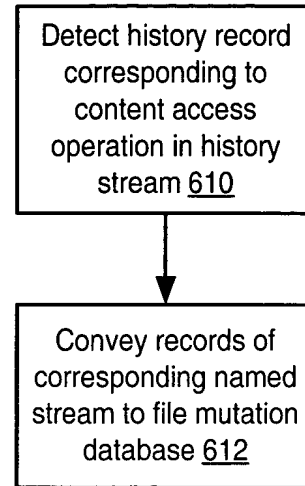 Detect history record
corresponding to
content access
operation in history
stream 610
Convey records of
corresponding named
stream to file mutation
database 612